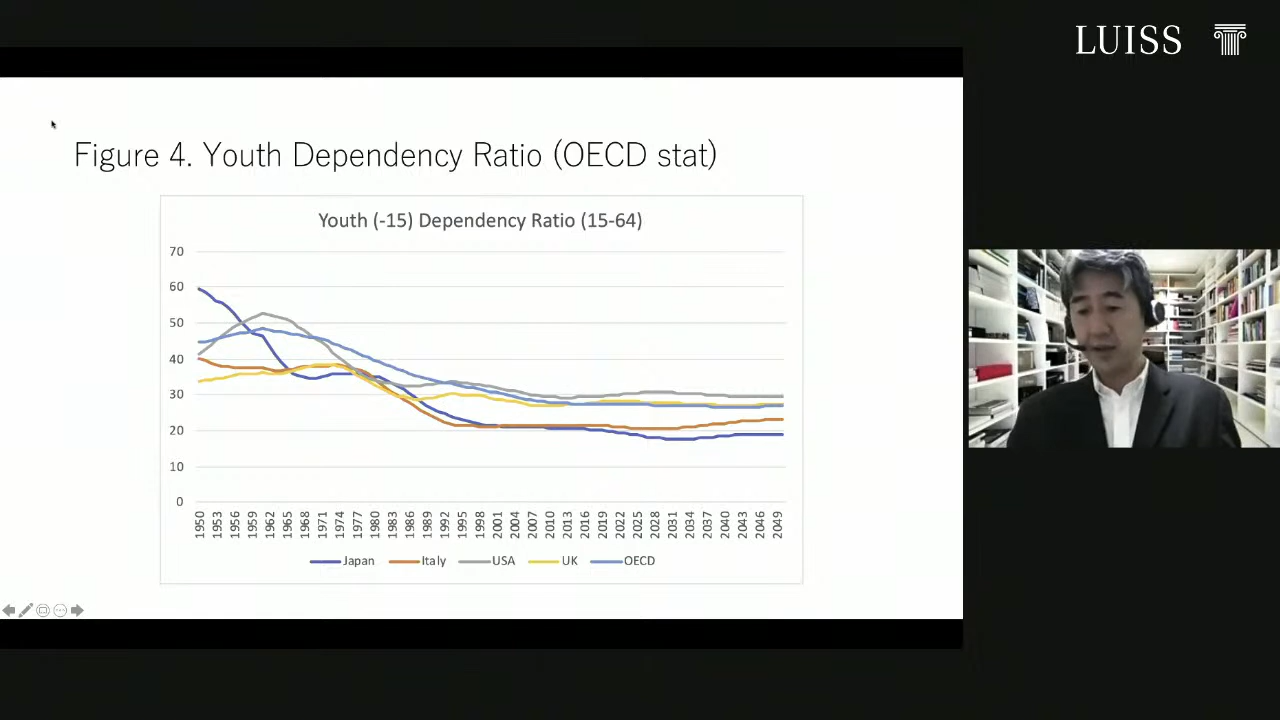 LUISS
Figure 4. Youth Dependency Ratio (OECD stat)
Youth (-15) Dependency Ratio (15-64)
70
60
50
40
30
20
10
0
1950 1953 1956 1959 1962 1965 1968 1971 1974 1977 1980 1983 1986 1989 1992 1995 1998 2001 2004 2007 2010 2013 2016 2019 2022 2025 2028 2031 2034 2037 2040 2043 2046 2049
Japan Italy USA UK OECD